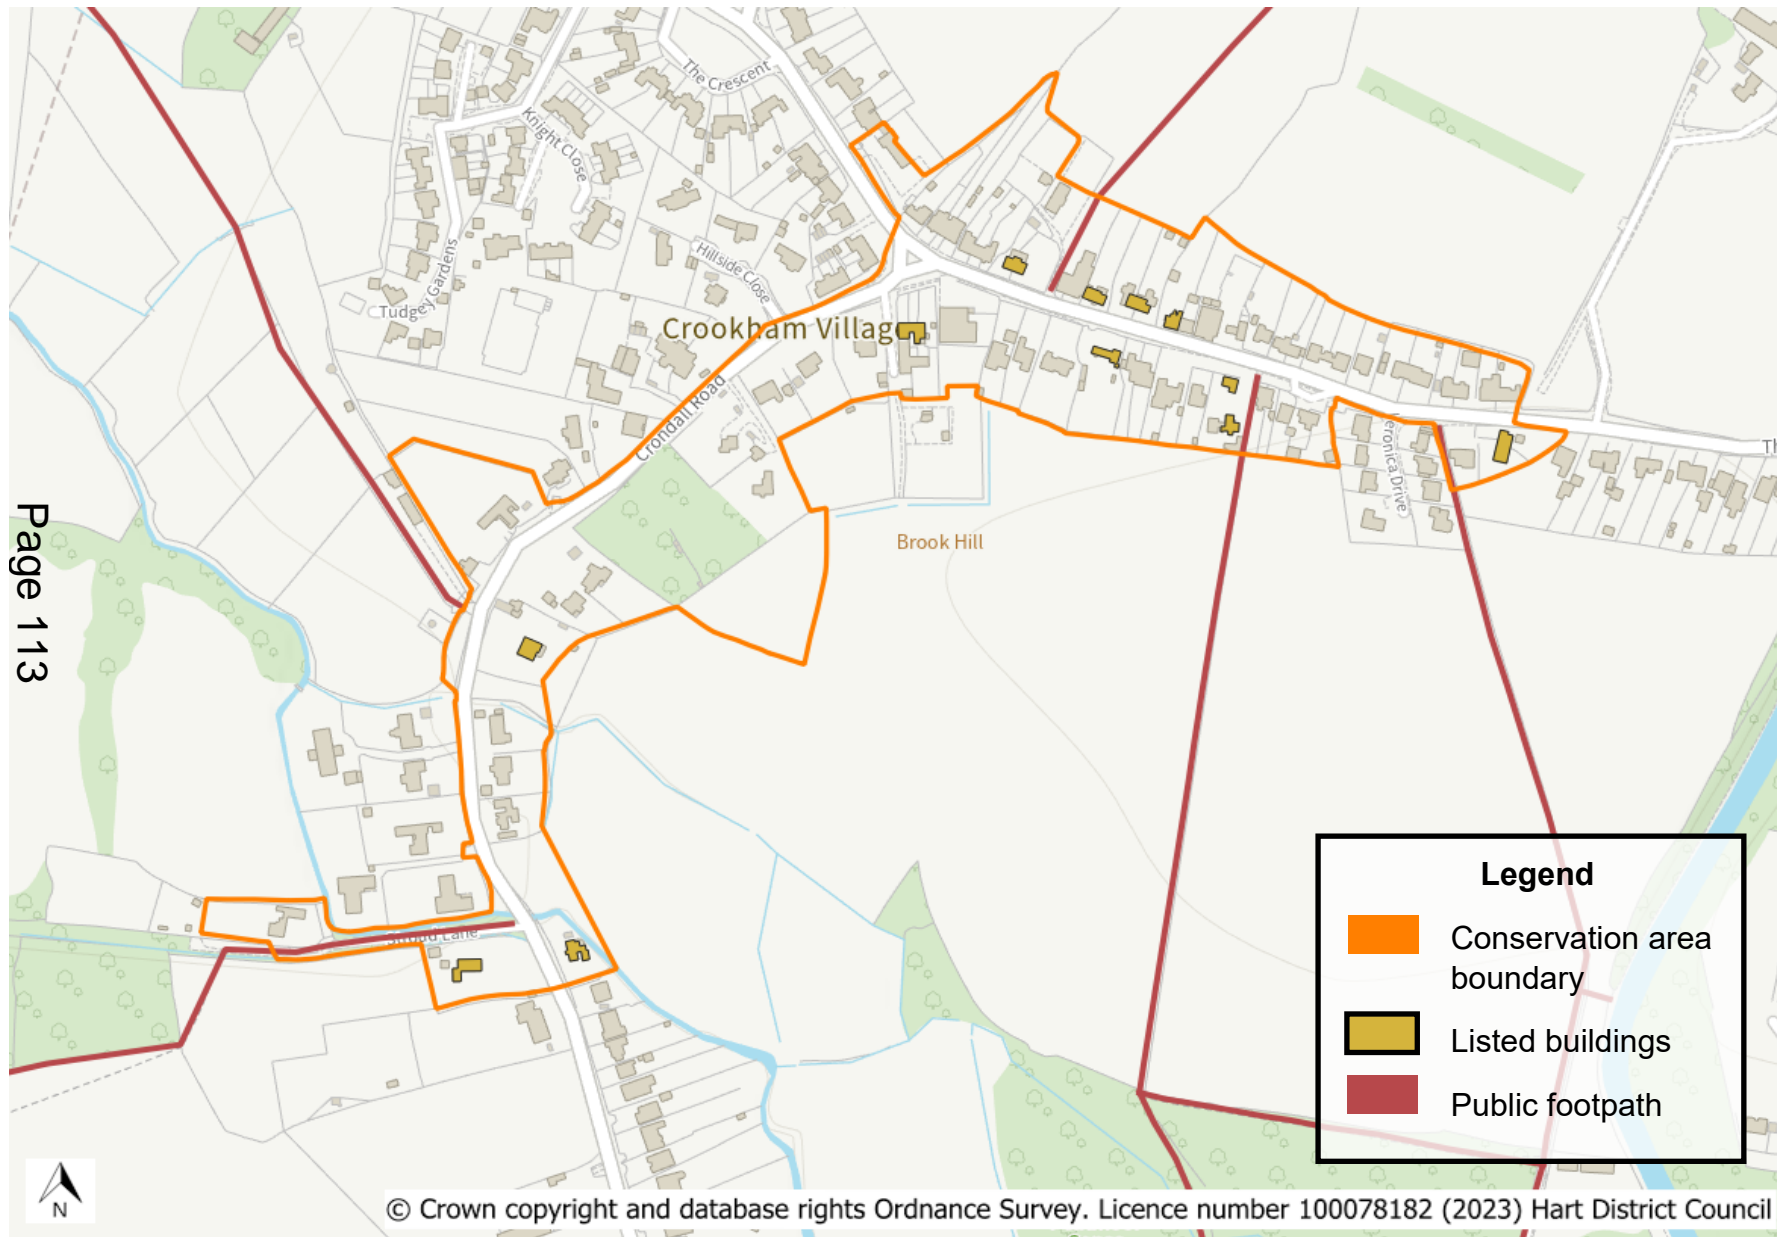 The Crescent
Knight Close
Hillside Close
Tudgey Gardens
Crookham Village
Crondall Road
Veronica Drive
Brook Hill
Page 113
Stroud Lane
Legend
Conservation area
boundary
Listed buildings
Public footpath
N
© Crown copyright and database rights Ordnance Survey. Licence number 100078182 (2023) Hart District Council